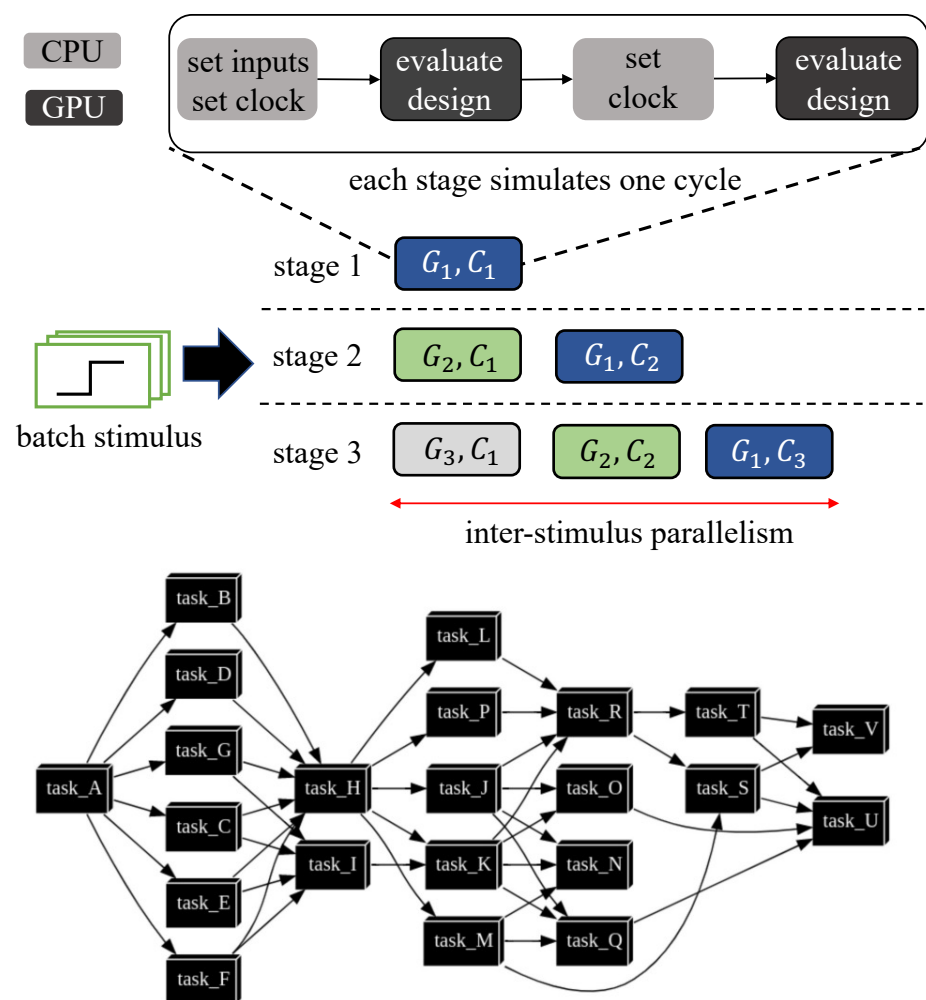 CPU
GPU
set inputs
set clock
evaluate
design
set
clock
evaluate
design
each stage simulates one cycle
stage 1
G₁, C₁
stage 2
G₂, C₁
G₁, C₂
batch stimulus
stage 3
G₃, C₁
G₂, C₂
G₁, C₃
inter-stimulus parallelism
task_B
task_L
task_D
task_P
task_R
task_T
task_V
task_G
task_A
task_H
task_J
task_O
task_S
task_U
task_C
task_I
task_K
task_N
task_E
task_M
task_Q
task_F